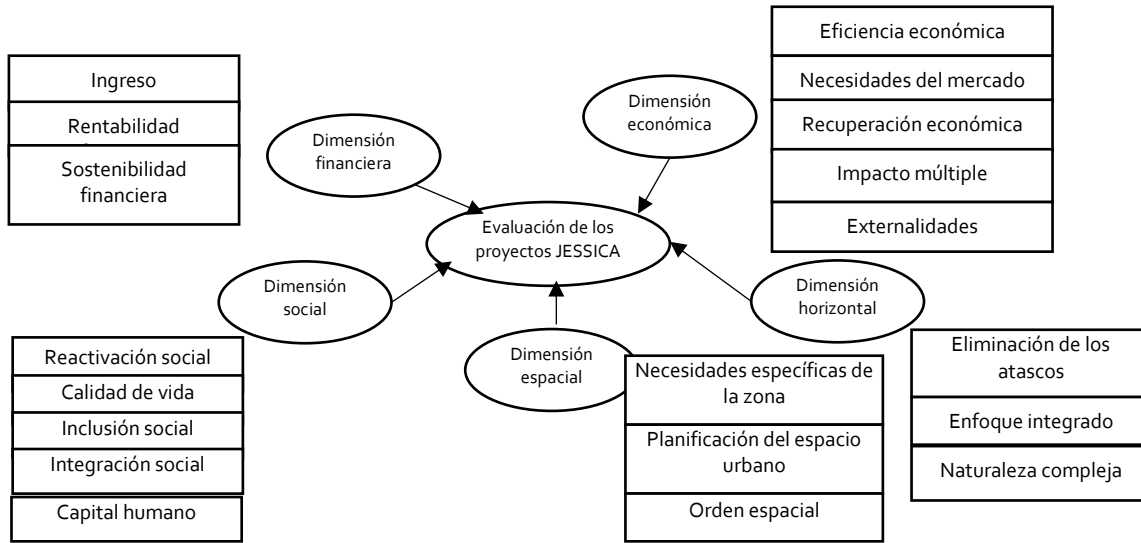 Ingreso
Rentabilidad
Sostenibilidad
financiera
Dimensión
financiera
Dimensión
económica
Eficiencia económica
Necesidades del mercado
Recuperación económica
Impacto múltiple
Externalidades
Evaluación de los
proyectos JESSICA
Dimensión
social
Dimensión
espacial
Dimensión
horizontal
Reactivación social
Calidad de vida
Inclusión social
Integración social
Capital humano
Necesidades específicas de
la zona
Planificación del espacio
urbano
Orden espacial
Eliminación de los
atascos
Enfoque integrado
Naturaleza compleja